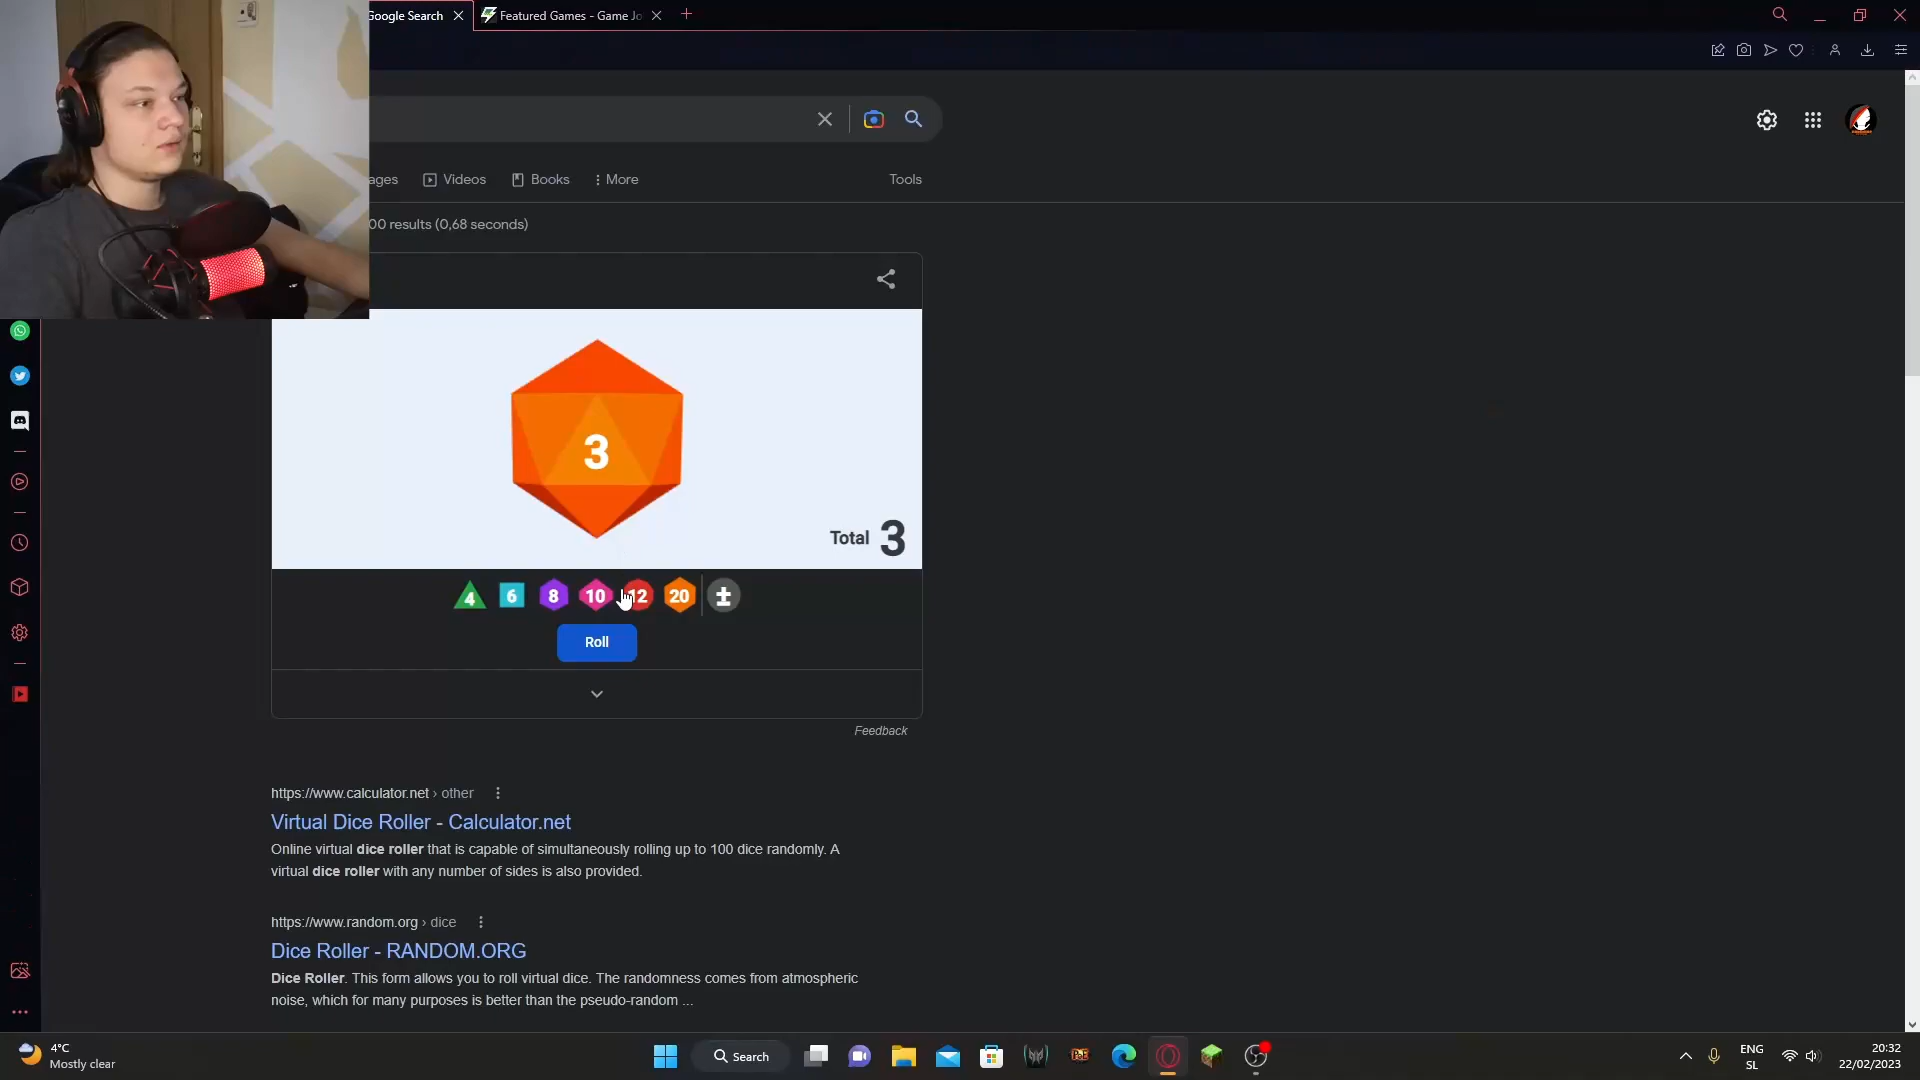 Google Search
Featured Games - Game Jo
ages
Videos
Books
More
Tools
00 results (0,68 seconds)
3
Total 3
4
6
8
10
12
20
±
Roll
Feedback
https://www.calculator.net › other
Virtual Dice Roller - Calculator.net
Online virtual dice roller that is capable of simultaneously rolling up to 100 dice randomly. A
virtual dice roller with any number of sides is also provided.
https://www.random.org › dice
Dice Roller - RANDOM.ORG
Dice Roller. This form allows you to roll virtual dice. The randomness comes from atmospheric
noise, which for many purposes is better than the pseudo-random ...
4°C
Mostly clear
Search
ENG
SL
20:32
22/02/2023